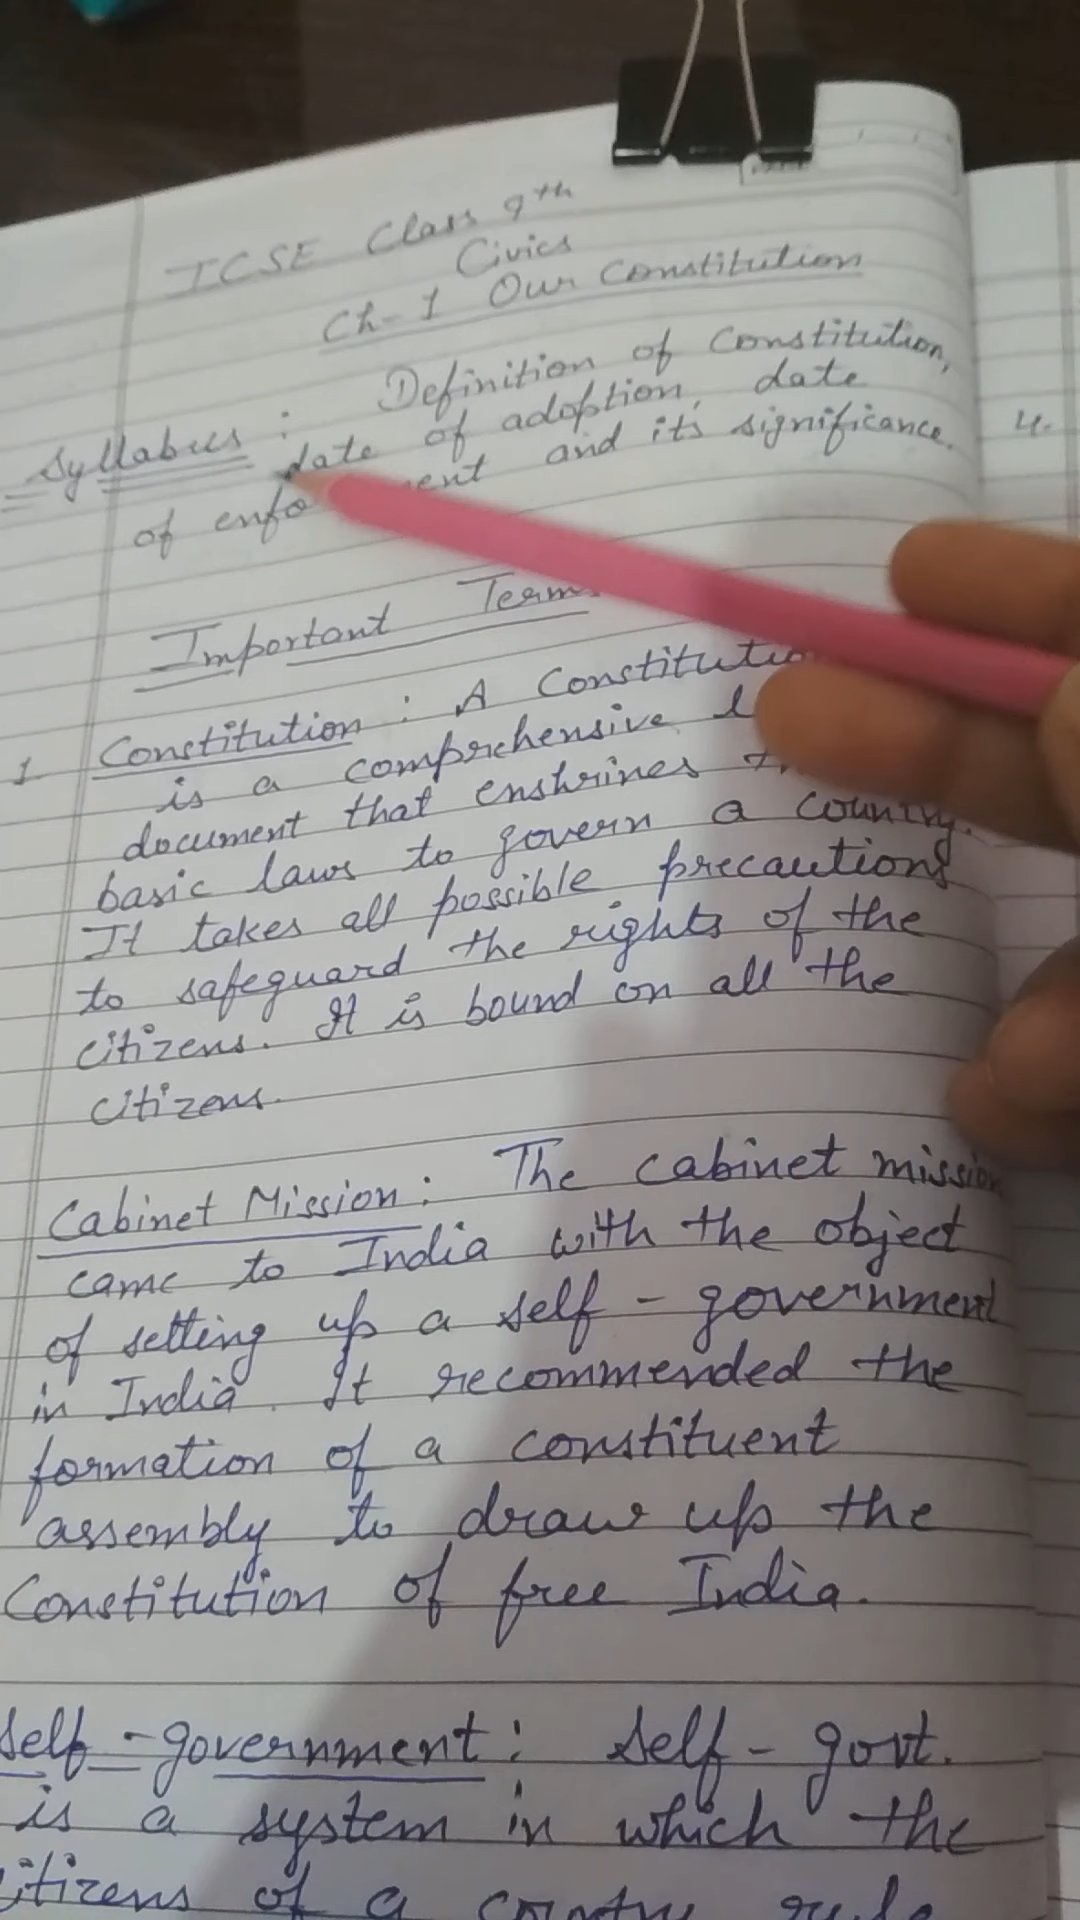 ICSE Class 9th
Civics
Ch-1 Our Constitution
Syllabus : Definition of Constitution,
date of adoption, date
of and its significance.
Important
1 Constitution : A
is a comprehensive
document that enshrines
basic laws to govern a country.
It takes all possible precautions
to safeguard the rights of the
citizens. It is bound on all the
citizens.
Cabinet Mission : The cabinet mission
came to India with the object
of setting up a self-government
in India. It recommended the
formation of a constituent
assembly to draw up the
Constitution of free India.
Self-government : Self-govt.
is a system in which the
citizens of a
4.